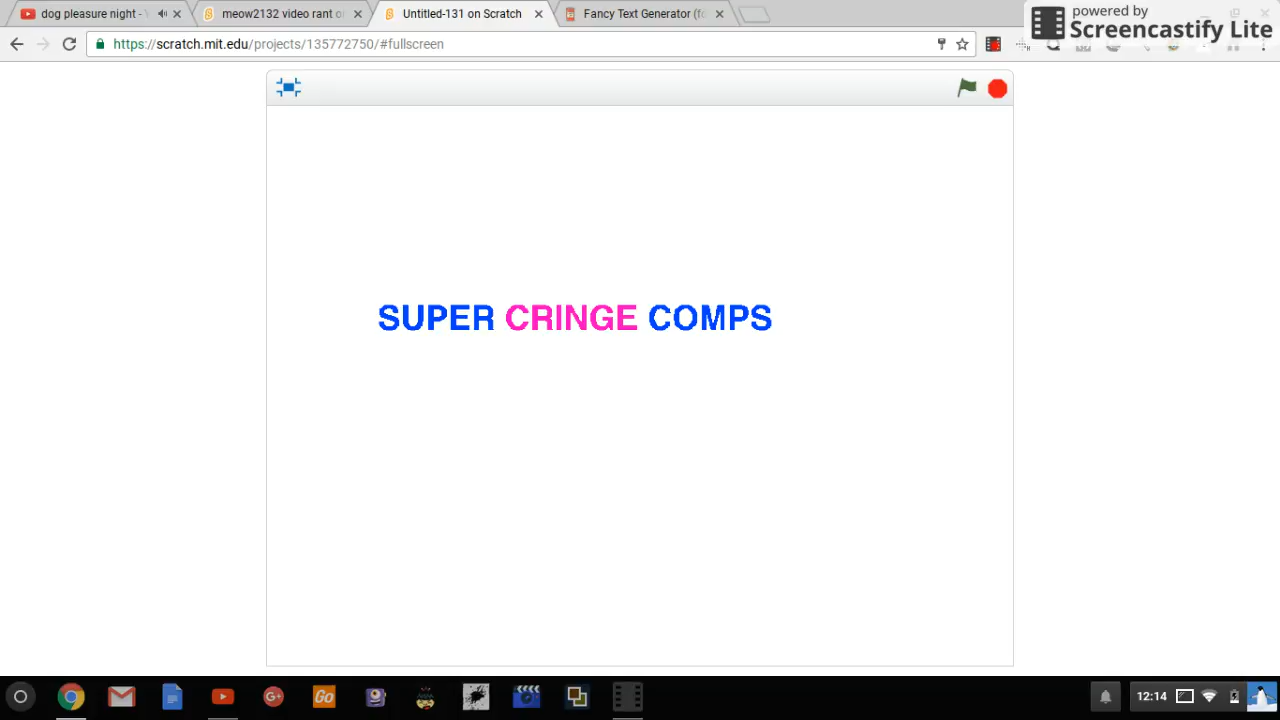 dog pleasure night -
meow2132 video rant
Untitled-131 on Scratch
Fancy Text Generator (fo
powered by
Screencastify Lite
https://scratch.mit.edu/projects/135772750/#fullscreen
SUPER CRINGE COMPS
Go
12:14